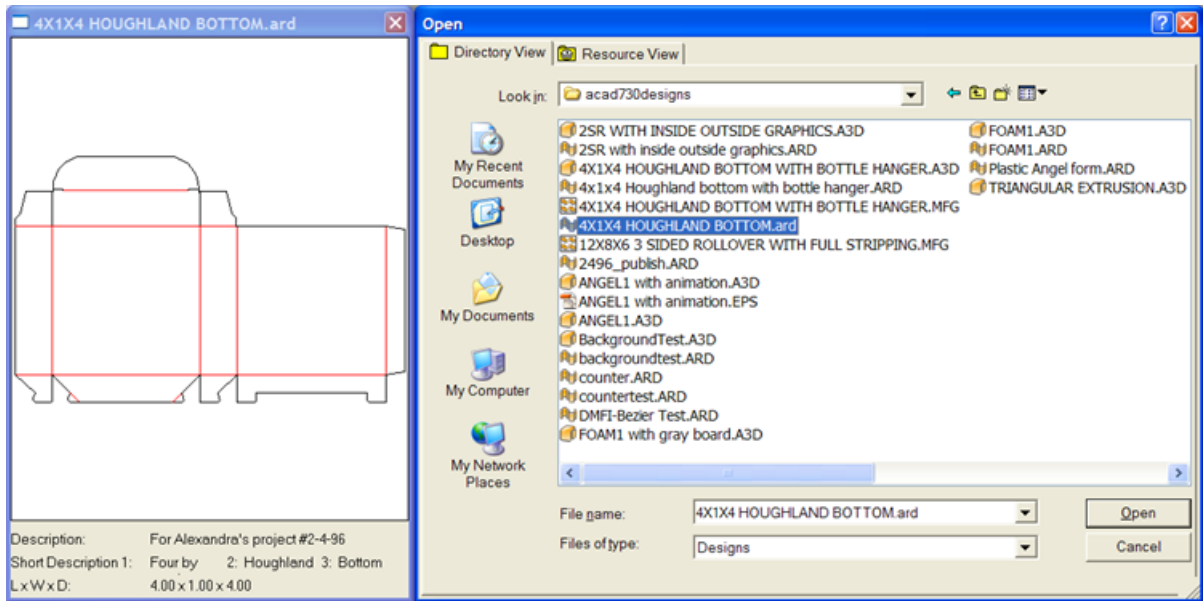 4X1X4 HOUGHLAND BOTTOM.ard
Description: For Alexandra's project #2-4-96
Short Description 1: Four by 2: Houghland 3: Bottom
L x W x D: 4.00 x 1.00 x 4.00
Open
Directory View Resource View
Look in: acad730designs
My Recent
Documents
Desktop
My Documents
My Computer
My Network
Places
2SR WITH INSIDE OUTSIDE GRAPHICS.A3D
2SR with inside outside graphics.ARD
4X1X4 HOUGHLAND BOTTOM WITH BOTTLE HANGER.A3D
4x1x4 Houghland bottom with bottle hanger.ARD
4X1X4 HOUGHLAND BOTTOM WITH BOTTLE HANGER.MFG
4X1X4 HOUGHLAND BOTTOM.ard
12X8X6 3 SIDED ROLLOVER WITH FULL STRIPPING.MFG
2496_publish.ARD
ANGEL1 with animation.A3D
ANGEL1 with animation.EPS
ANGEL1.A3D
BackgroundTest.A3D
backgroundtest.ARD
counter.ARD
countertest.ARD
DMFI-Bezier Test.ARD
FOAM1 with gray board.A3D
FOAM1.A3D
FOAM1.ARD
Plastic Angel form.ARD
TRIANGULAR EXTRUSION.A3D
File name: 4X1X4 HOUGHLAND BOTTOM.ard Open
Files of type: Designs Cancel